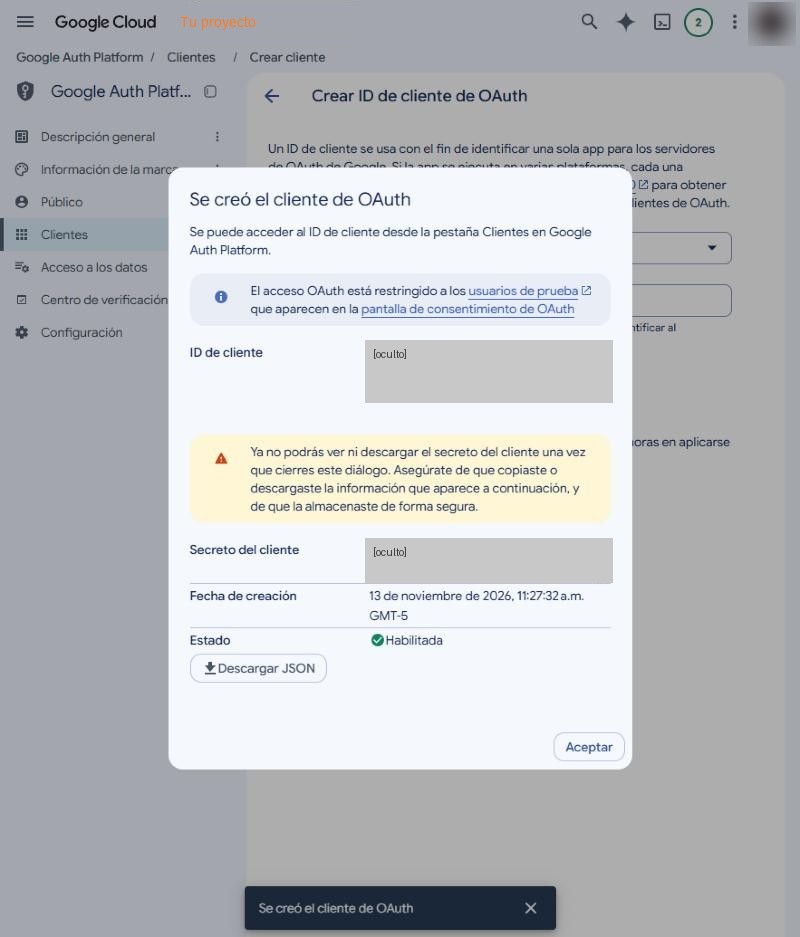 Google Cloud
Tu proyecto
2
Google Auth Platform / Clientes / Crear cliente
Google Auth Platf...
Crear ID de cliente de OAuth
Descripción general
Información de la marca
Público
Clientes
Acceso a los datos
Centro de verificación
Configuración
Un ID de cliente se usa con el fin de identificar una sola app para los servidores
de OAuth de Google. Si la app se ejecuta en varias plataformas, cada una
para obtener
lientes de OAuth.
ntificar al
horas en aplicarse
Se creó el cliente de OAuth
Se puede acceder al ID de cliente desde la pestaña Clientes en Google
Auth Platform.
El acceso OAuth está restringido a los usuarios de prueba
que aparecen en la pantalla de consentimiento de OAuth
ID de cliente
[oculto]
Ya no podrás ver ni descargar el secreto del cliente una vez
que cierres este diálogo. Asegúrate de que copiaste o
descargaste la información que aparece a continuación, y
de que la almacenaste de forma segura.
Secreto del cliente
[oculto]
Fecha de creación
13 de noviembre de 2026, 11:27:32 a.m.
GMT-5
Estado
Habilitada
Descargar JSON
Aceptar
Se creó el cliente de OAuth